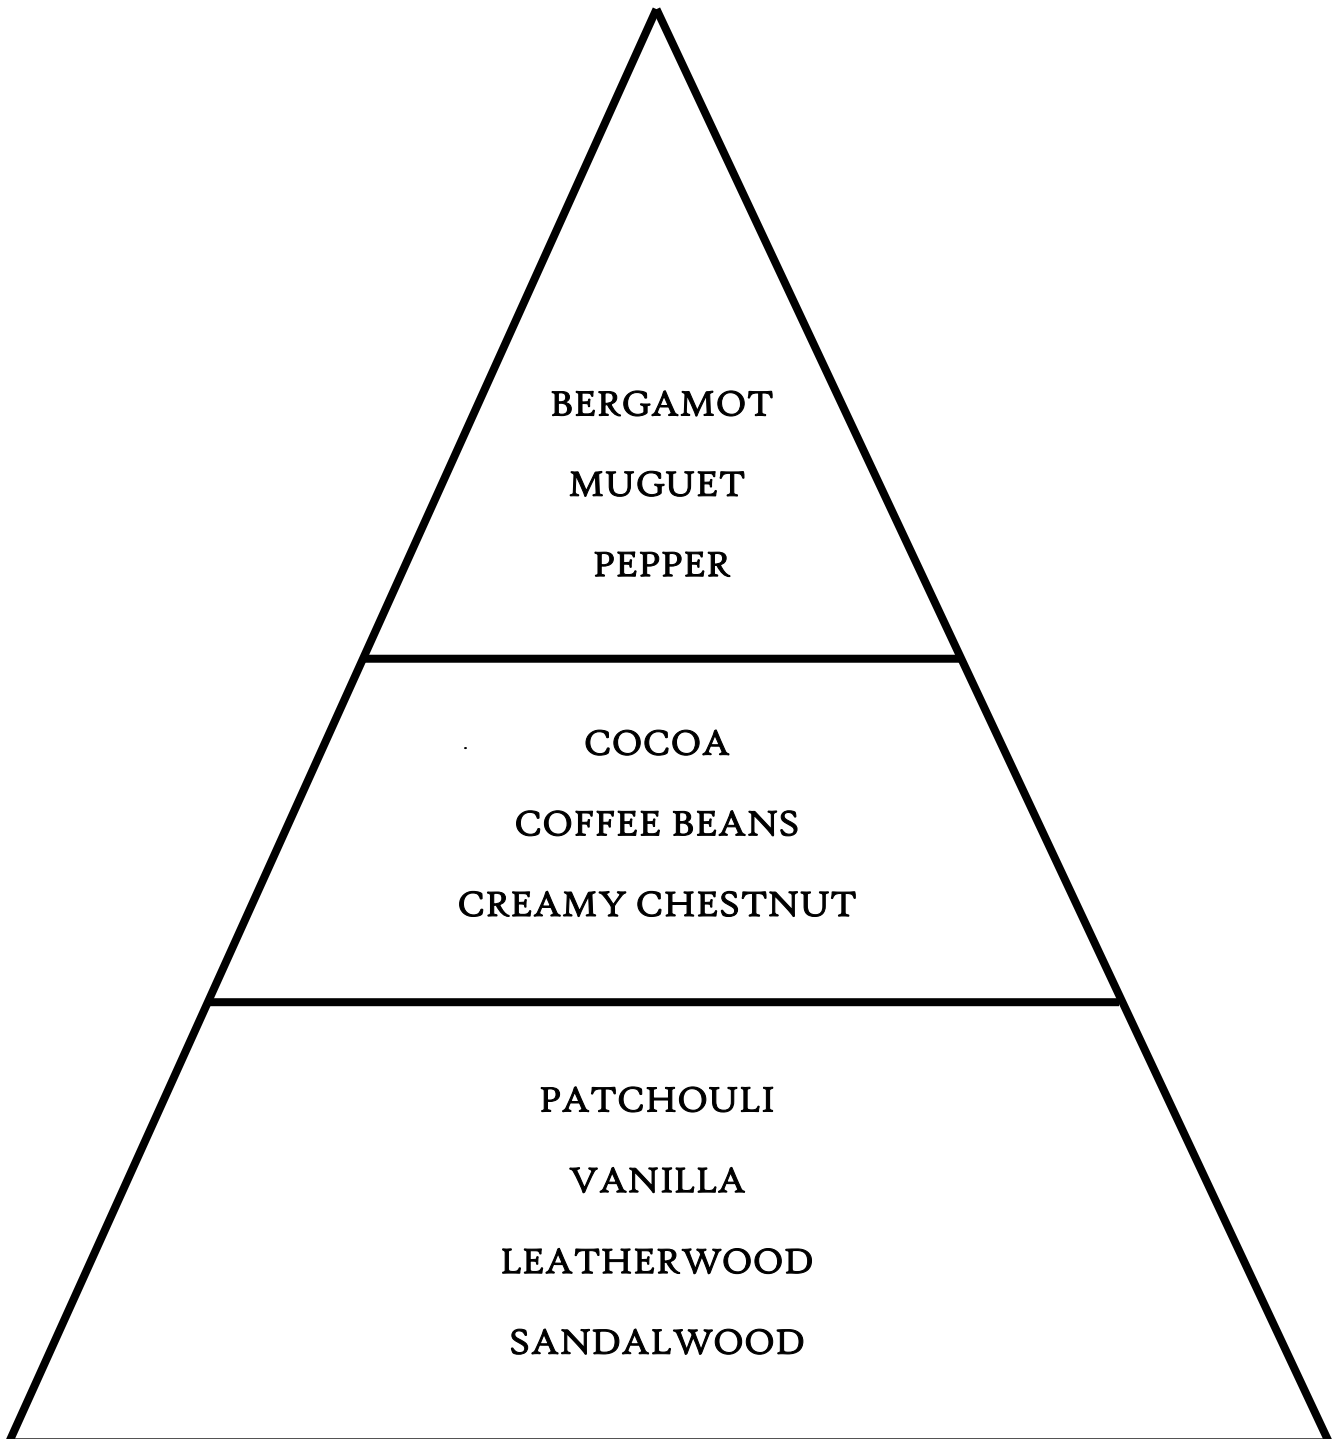 BERGAMOT
MUGUET
PEPPER
COCOA
COFFEE BEANS
CREAMY CHESTNUT
PATCHOULI
VANILLA
LEATHERWOOD
SANDALWOOD